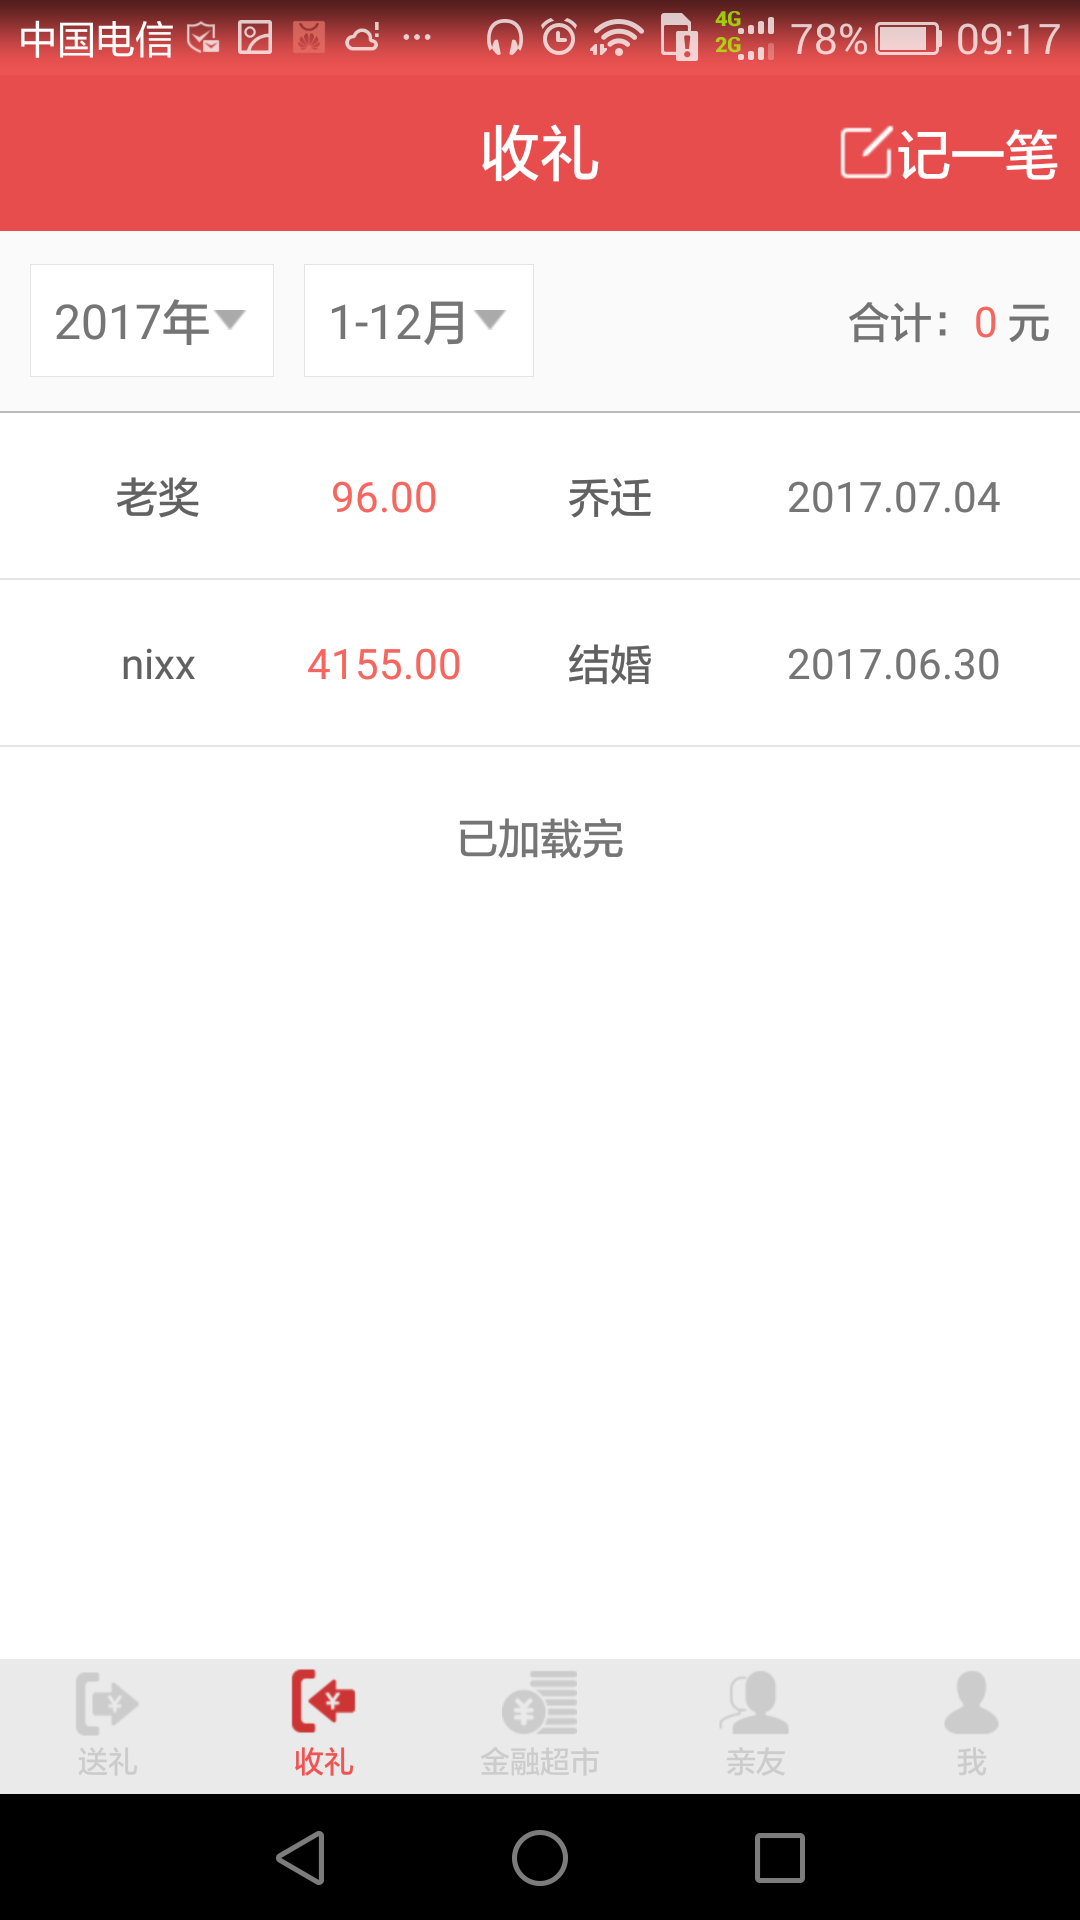 中国电信 4G 2G 78% 09:17
收礼 记一笔
2017年 1-12月 合计：0 元
老奖 96.00 乔迁 2017.07.04
nixx 4155.00 结婚 2017.06.30
已加载完
送礼 收礼 金融超市 亲友 我